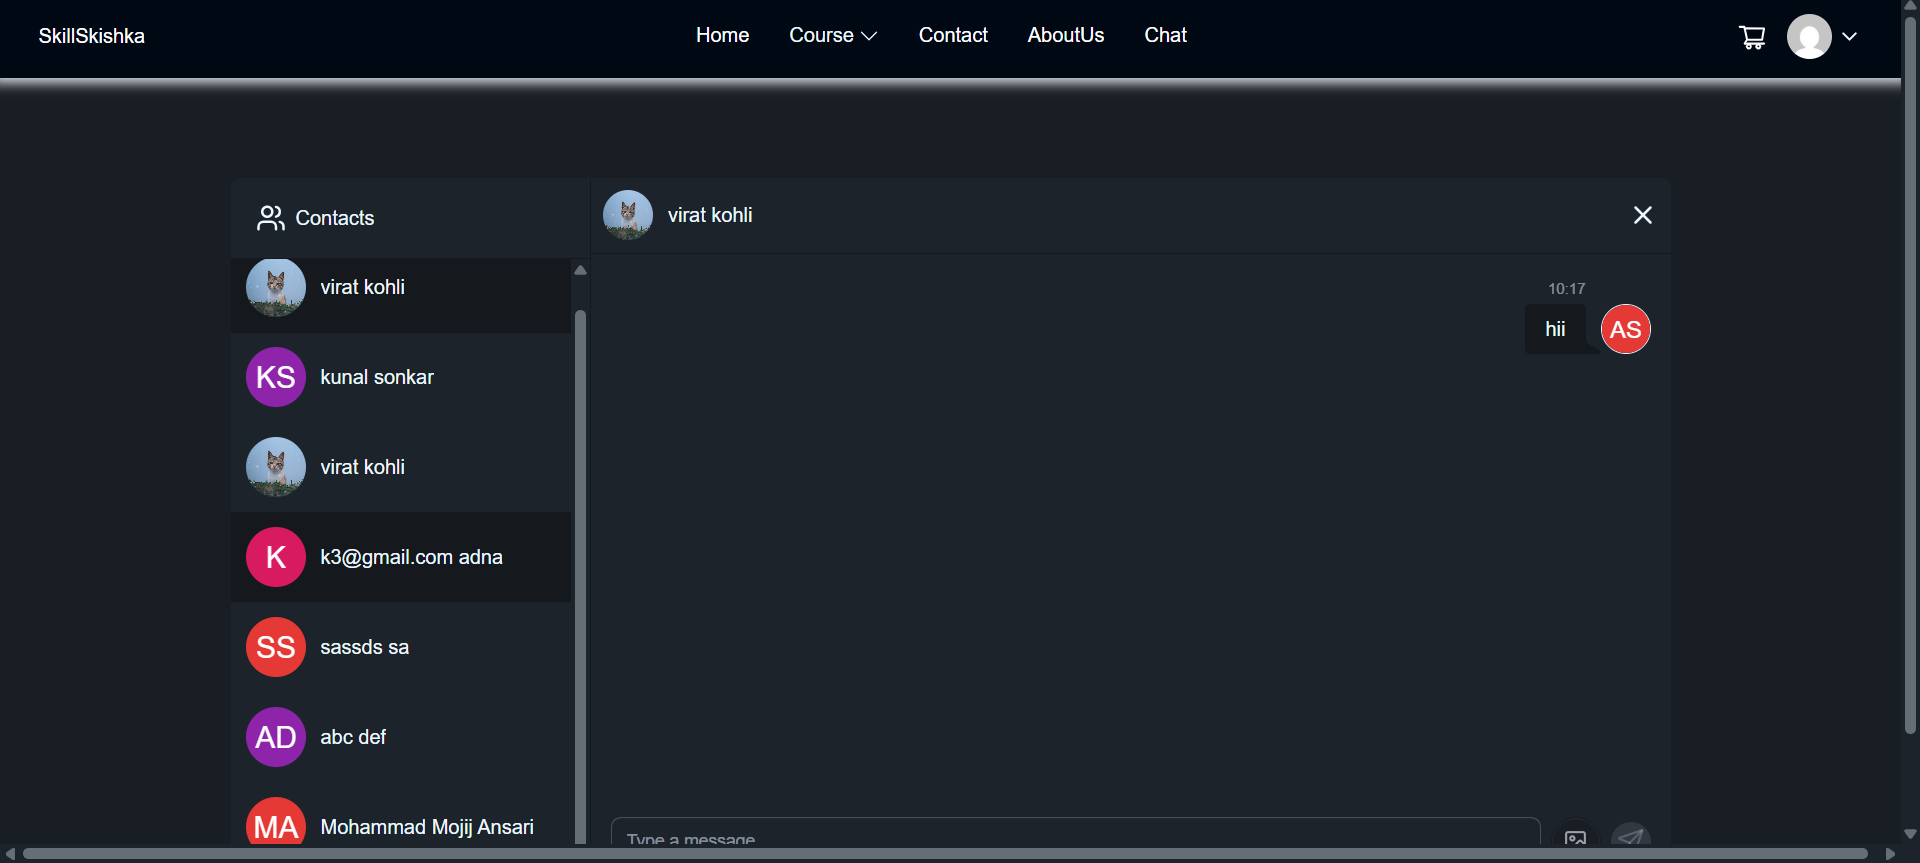 SkillSkishka
Home Course Contact AboutUs Chat
Contacts
virat kohli
KS kunal sonkar
virat kohli
K k3@gmail.com adna
SS sassds sa
AD abc def
MA Mohammad Mojij Ansari
virat kohli
10:17
hii AS
Type a message